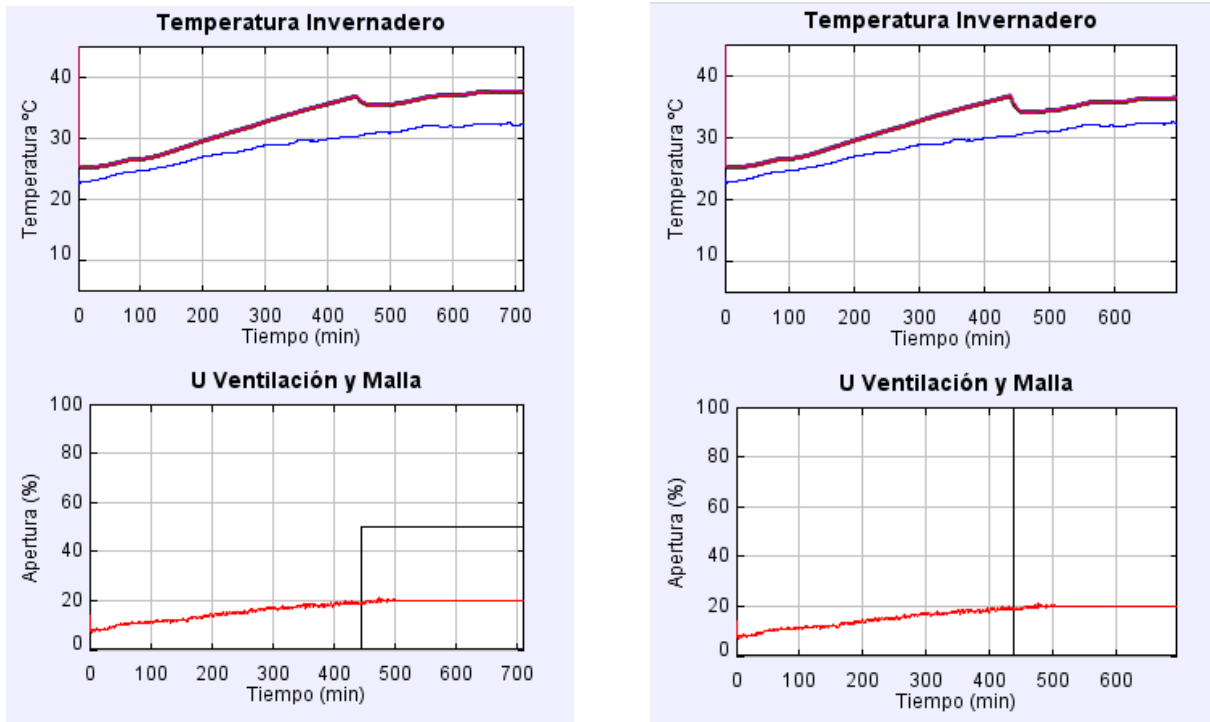 Temperatura Invernadero
Temperatura ºC
40
30
20
10
0 100 200 300 400 500 600 700
Tiempo (min)
U Ventilación y Malla
Apertura (%)
100
80
60
40
20
0
0 100 200 300 400 500 600 700
Tiempo (min)
Temperatura Invernadero
Temperatura ºC
40
30
20
10
0 100 200 300 400 500 600
Tiempo (min)
U Ventilación y Malla
Apertura (%)
100
80
60
40
20
0
0 100 200 300 400 500 600
Tiempo (min)